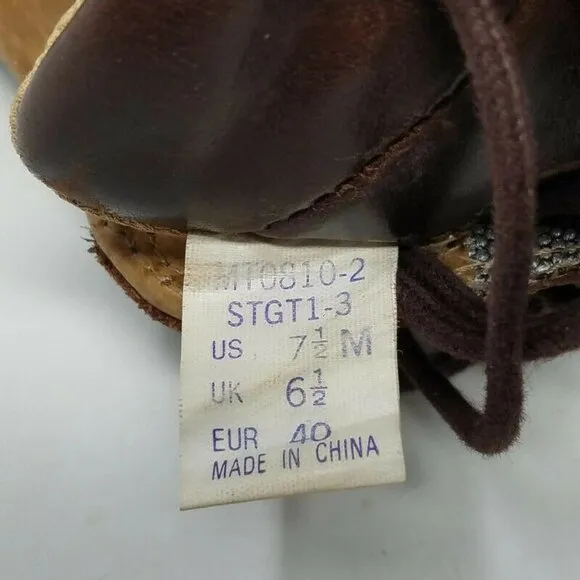 MT0810-2
STGT1-3
US 7½ M
UK 6½
EUR 40
MADE IN CHINA